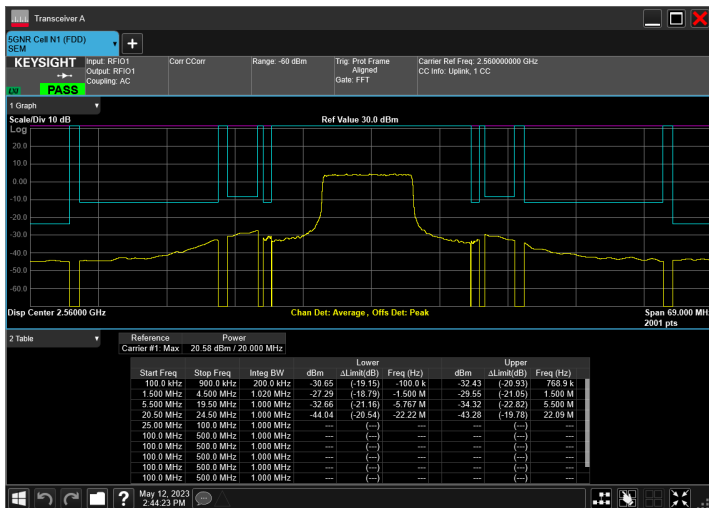 Transceiver A
5GNR Cell N1 (FDD)
SEM
KEYSIGHT
PASS
Input: RFIO1
Output: RFIO1
Coupling: AC
Corr CCorr
Range: -60 dBm
Trig: Prot Frame
Aligned
Gate: FFT
Carrier Ref Freq: 2.560000000 GHz
CC Info: Uplink, 1 CC
1 Graph
Scale/Div 10 dB
Ref Value 30.0 dBm
Log
20.0
10.0
0.00
-10.0
-20.0
-30.0
-40.0
-50.0
-60.0
Disp Center 2.56000 GHz
Chan Det: Average, Offs Det: Peak
Span 69.000 MH
2001 pts
2 Table
Reference Power
Carrier #1: Max 20.58 dBm / 20.000 MHz
Lower Upper
Start Freq Stop Freq Integ BW dBm ΔLimit(dB) Freq (Hz) dBm ΔLimit(dB) Freq (Hz)
100.0 kHz 900.0 kHz 200.0 kHz -30.65 (-19.15) -100.0 k -32.43 (-20.93) 768.9 k
1.500 MHz 4.500 MHz 1.020 MHz -27.29 (-18.79) -1.500 M -29.55 (-21.05) 1.500 M
5.500 MHz 19.50 MHz 1.000 MHz -32.66 (-21.16) -5.767 M -34.32 (-22.82) 5.500 M
20.50 MHz 24.50 MHz 1.000 MHz -44.04 (-20.54) -22.22 M -43.28 (-19.78) 22.09 M
25.00 MHz 100.0 MHz 1.000 MHz --- (---) --- --- (---) ---
100.0 MHz 500.0 MHz 1.000 MHz --- (---) --- --- (---) ---
100.0 MHz 500.0 MHz 1.000 MHz --- (---) --- --- (---) ---
100.0 MHz 500.0 MHz 1.000 MHz --- (---) --- --- (---) ---
100.0 MHz 500.0 MHz 1.000 MHz --- (---) --- --- (---) ---
100.0 MHz 500.0 MHz 1.000 MHz --- (---) --- --- (---) ---
May 12, 2023
2:44:23 PM